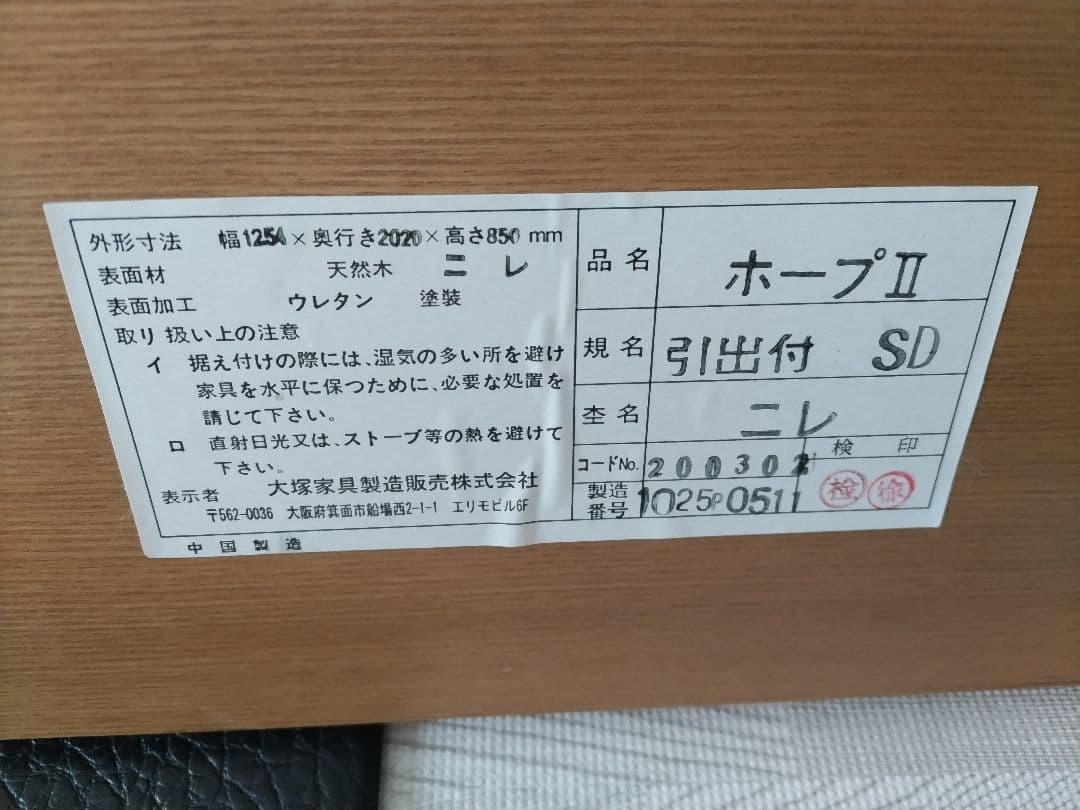 外形寸法 幅1254×奥行き2020×高さ850 mm
表面材 天然木 ニレ
表面加工 ウレタン 塗装
取り扱い上の注意
イ 据え付けの際には、湿気の多い所を避け
家具を水平に保つために、必要な処置を
請じて下さい。
ロ 直射日光又は、ストーブ等の熱を避けて
下さい。
表示者 大塚家具製造販売株式会社
〒562-0036 大阪府箕面市船場西2-1-1 エリモビル6F
中国製造
品名 ホープⅡ
規名 引出付 SD
杢名 ニレ
コードNo. 200302
検印
製造番号 1025P0511
検 徐